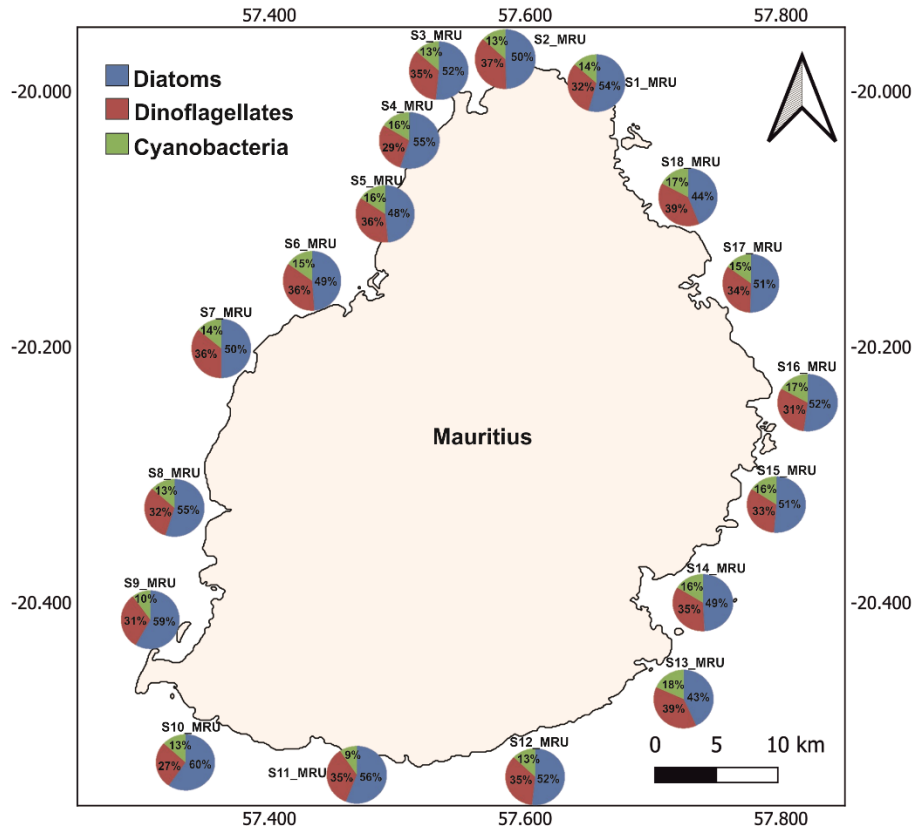 57.400 57.600 57.800
S3_MRU
13%
35% 52%
S2_MRU
13%
37% 50%
14%
32% 54%
S1_MRU
-20.000 -20.000
Diatoms
Dinoflagellates
Cyanobacteria
S4_MRU
16%
29% 55%
S18_MRU
17%
39% 44%
S5_MRU
16%
36% 48%
S6_MRU
15%
36% 49%
S17_MRU
15%
34% 51%
S7_MRU
14%
36% 50%
-20.200 -20.200
S16_MRU
17%
31% 52%
Mauritius
S8_MRU
13%
32% 55%
S15_MRU
16%
33% 51%
S9_MRU
10%
31% 59%
-20.400 -20.400
S14_MRU
16%
35% 49%
S13_MRU
18%
39% 43%
S10_MRU
13%
27% 60%
S11_MRU
9%
35% 56%
S12_MRU
13%
35% 52%
0 5 10 km
57.400 57.600 57.800